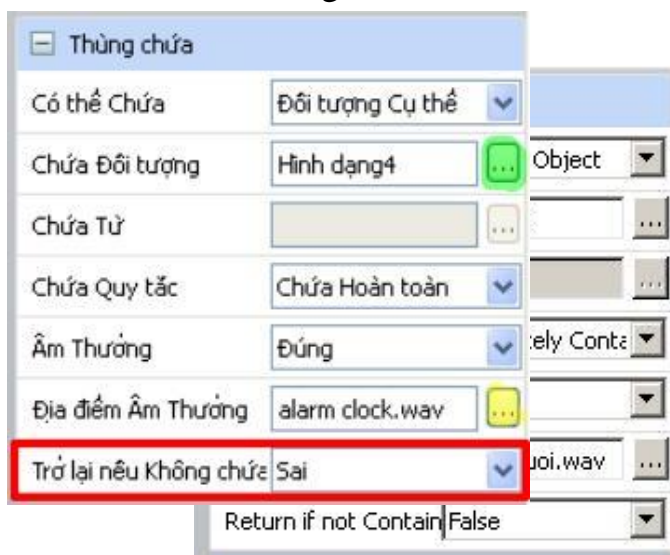 Thùng chứa
Có thể Chứa Đối tượng Cụ thể
Chứa Đối tượng Hình dạng4 ... Object
Chứa Từ ... ...
Chứa Quy tắc Chứa Hoàn toàn ...
Âm Thưởng Đúng
Địa điểm Âm Thưởng alarm clock.wav ...
Trở lại nếu Không chứa Sai .wav ...
Return if not Contain False